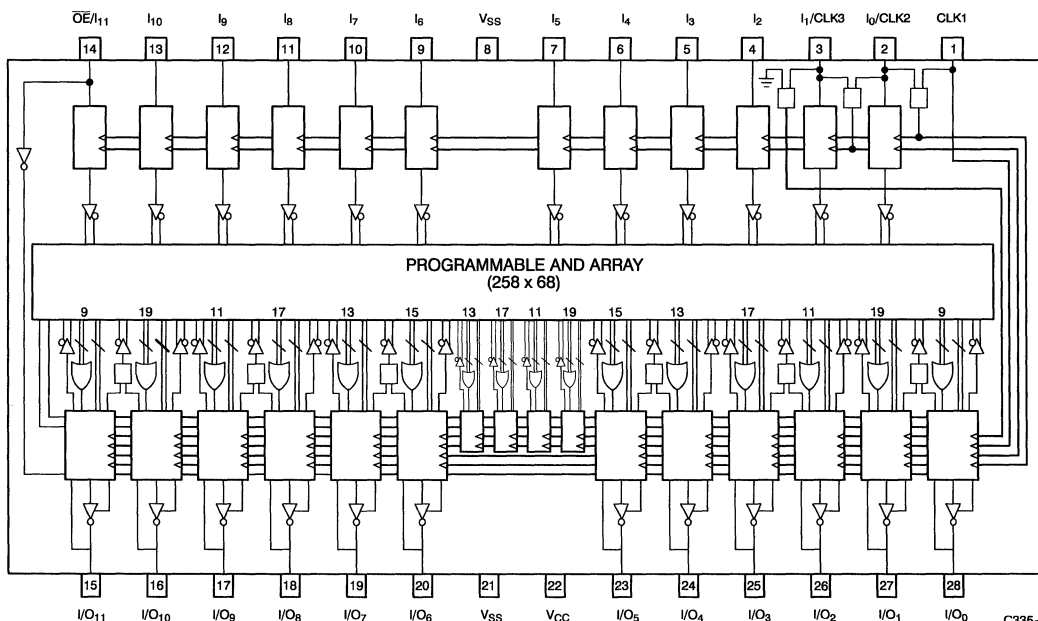 OE/I11 I10 I9 I8 I7 I6 VSS I5 I4 I3 I2 I1/CLK3 I0/CLK2 CLK1
14 13 12 11 10 9 8 7 6 5 4 3 2 1
PROGRAMMABLE AND ARRAY
(258 x 68)
9 19 11 17 13 15 13 17 11 19 15 13 17 11 19 9
15 16 17 18 19 20 21 22 23 24 25 26 27 28
I/O11 I/O10 I/O9 I/O8 I/O7 I/O6 VSS VCC I/O5 I/O4 I/O3 I/O2 I/O1 I/O0